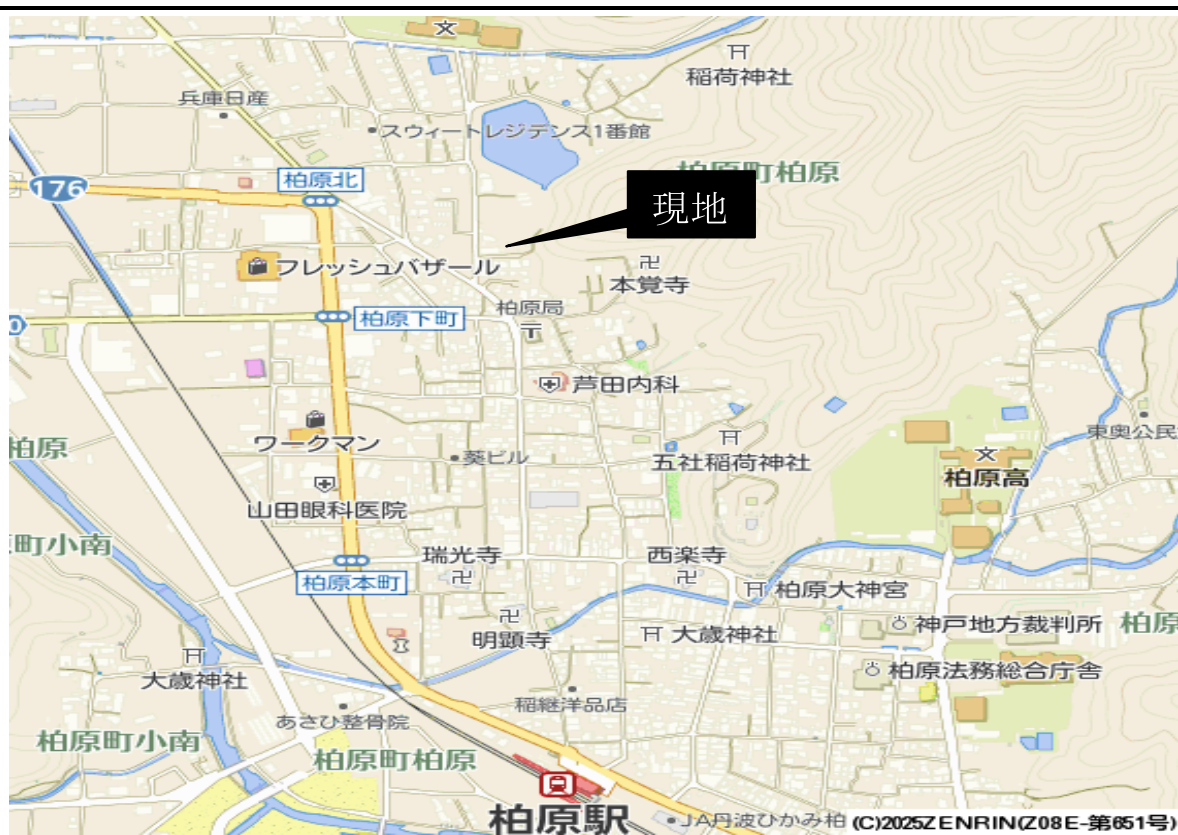 稲荷神社
兵庫日産
スウィートレジデンス1番館
柏原町柏原
176
柏原北
現地
フレッシュバザール
本覚寺
柏原局
柏原下町
芦田内科
東奥公民
ワークマン
柏原
葵ビル
五社稲荷神社
柏原高
山田眼科医院
町小南
瑞光寺
西楽寺
柏原本町
柏原大神宮
神戸地方裁判所
柏原
明顕寺
大歳神社
柏原法務総合庁舎
大歳神社
稲継洋品店
あさひ整骨院
柏原町小南
柏原町柏原
柏原駅
JA丹波ひかみ柏
(C)2025ZENRIN(Z08E-第651号)